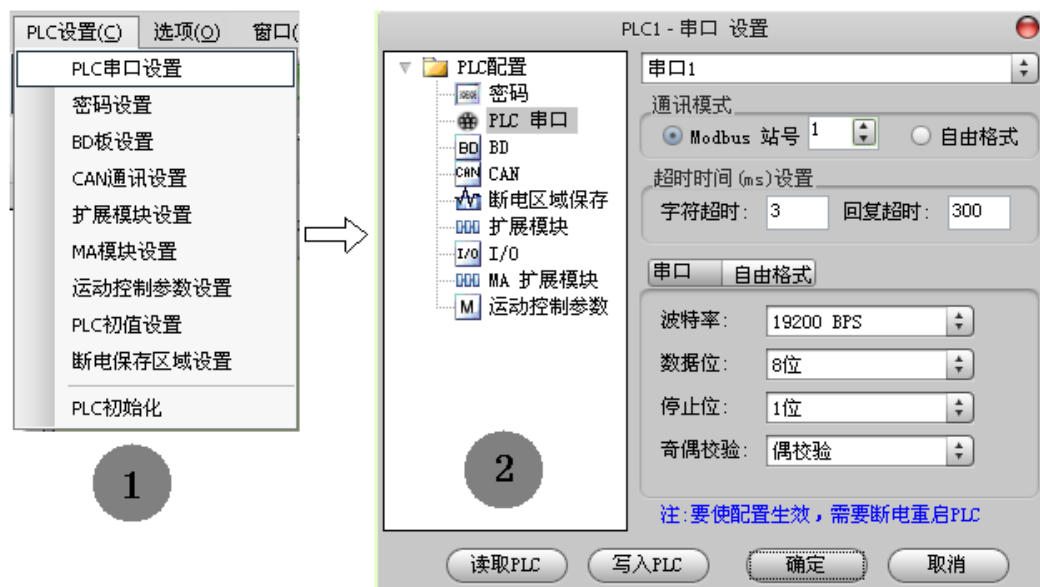 PLC设置(C) 选项(O) 窗口(
PLC串口设置
密码设置
BD板设置
CAN通讯设置
扩展模块设置
MA模块设置
运动控制参数设置
PLC初值设置
断电保存区域设置
PLC初始化
1
PLC1 - 串口 设置
PLC配置
密码
PLC 串口
BD BD
CAN CAN
断电区域保存
扩展模块
I/O I/O
MA 扩展模块
M 运动控制参数
2
串口1
通讯模式
Modbus 站号 1 自由格式
超时时间(ms)设置
字符超时: 3 回复超时: 300
串口 自由格式
波特率: 19200 BPS
数据位: 8位
停止位: 1位
奇偶校验: 偶校验
注:要使配置生效，需要断电重启PLC
读取PLC 写入PLC 确定 取消